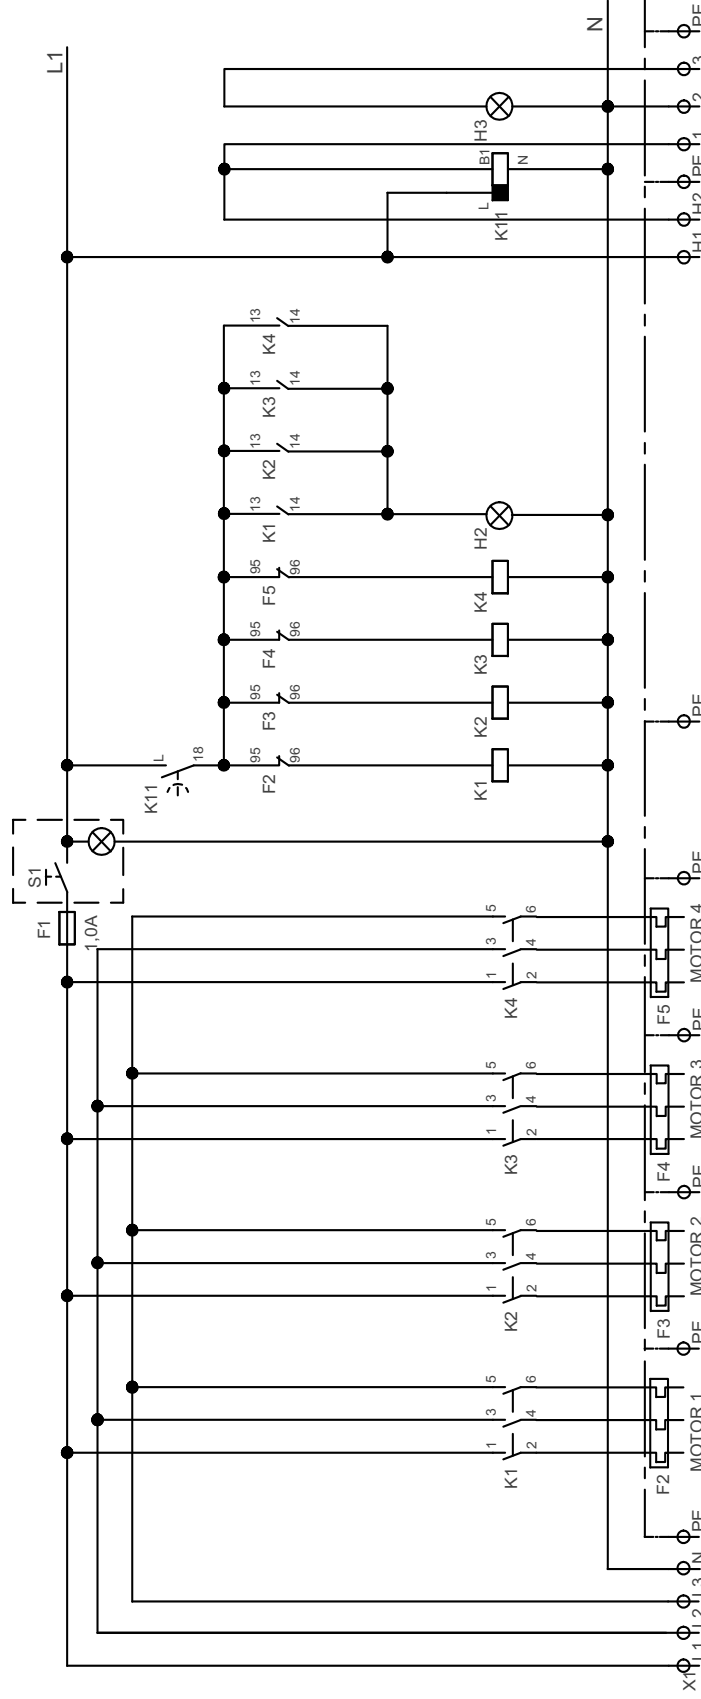 S1
F1
L1
1,0A
K11
L
18
95 95 95 95 13 13 13 13
F2 F3 F4 F5 K1 K2 K3 K4
96 96 96 96 14 14 14 14
K1 K2 K3 K4 H2 H3
L B1
1 3 5 1 3 5 1 3 5 1 3 5
K11
K1 K2 K3 K4
N
2 4 6 2 4 6 2 4 6 2 4 6
N
F2 F3 F4 F5
X1 L1 L2 L3 N PE MOTOR 1 PE MOTOR 2 PE MOTOR 3 PE MOTOR 4 PE PE H1 H2 PE 1 2 3 PE